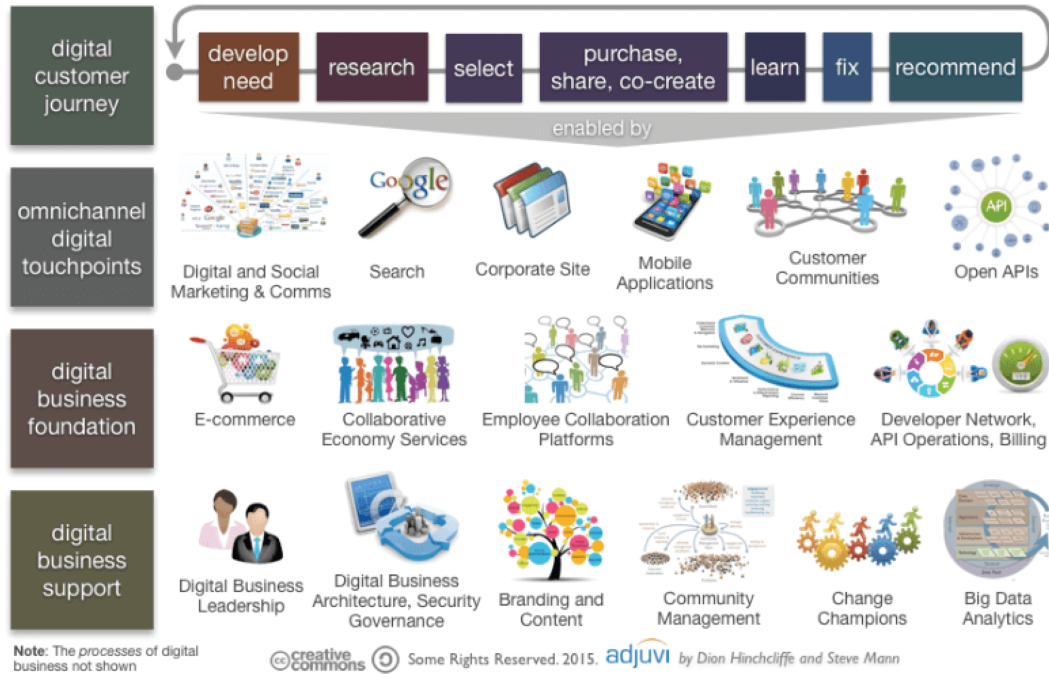 digital
customer
journey
develop
need
research
select
purchase,
share, co-create
learn
fix
recommend
enabled by
omnichannel
digital
touchpoints
Google
API
Digital and Social
Marketing & Comms
Search
Corporate Site
Mobile
Applications
Customer
Communities
Open APIs
digital
business
foundation
E-commerce
Collaborative
Economy Services
Employee Collaboration
Platforms
Customer Experience
Management
Developer Network,
API Operations, Billing
digital
business
support
Digital Business
Leadership
Digital Business
Architecture, Security
Governance
Branding and
Content
Community
Management
Change
Champions
Big Data
Analytics
Note: The processes of digital
business not shown
cc creative
commons
Some Rights Reserved. 2015. adjuvi by Dion Hinchcliffe and Steve Mann